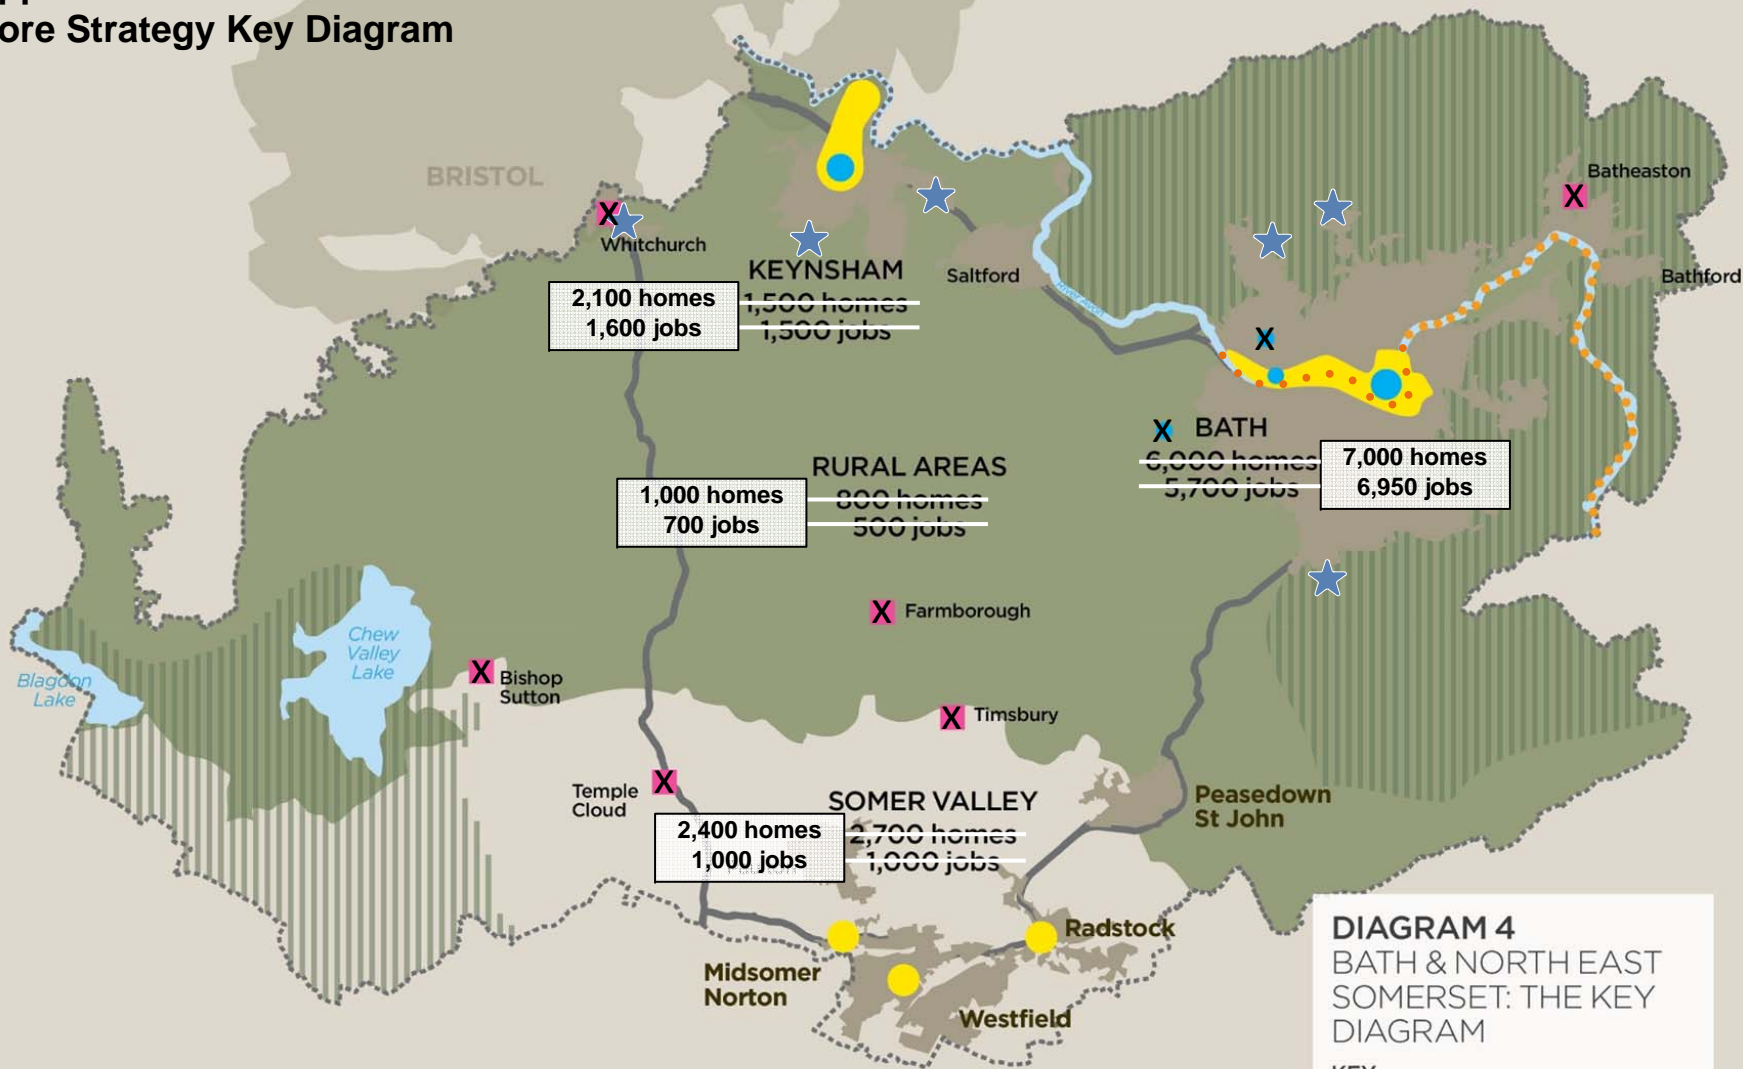 ore Strategy Key Diagram
BRISTOL
Batheaston
X
X
Whitchurch
KEYNSHAM
Saltford
Bathford
2,100 homes
1,600 jobs
1,500 homes
1,500 jobs
River Avon
X
X
BATH
6,000 homes
5,700 jobs
7,000 homes
6,950 jobs
RURAL AREAS
1,000 homes
700 jobs
800 homes
500 jobs
X
Farmborough
Chew
Valley
Lake
Blagdon
Lake
X
Bishop
Sutton
X
Timsbury
X
Temple
Cloud
SOMER VALLEY
2,400 homes
1,000 jobs
2,700 homes
1,000 jobs
Peasedown
St John
Radstock
Midsomer
Norton
Westfield
DIAGRAM 4
BATH & NORTH EAST
SOMERSET: THE KEY
DIAGRAM
KEY